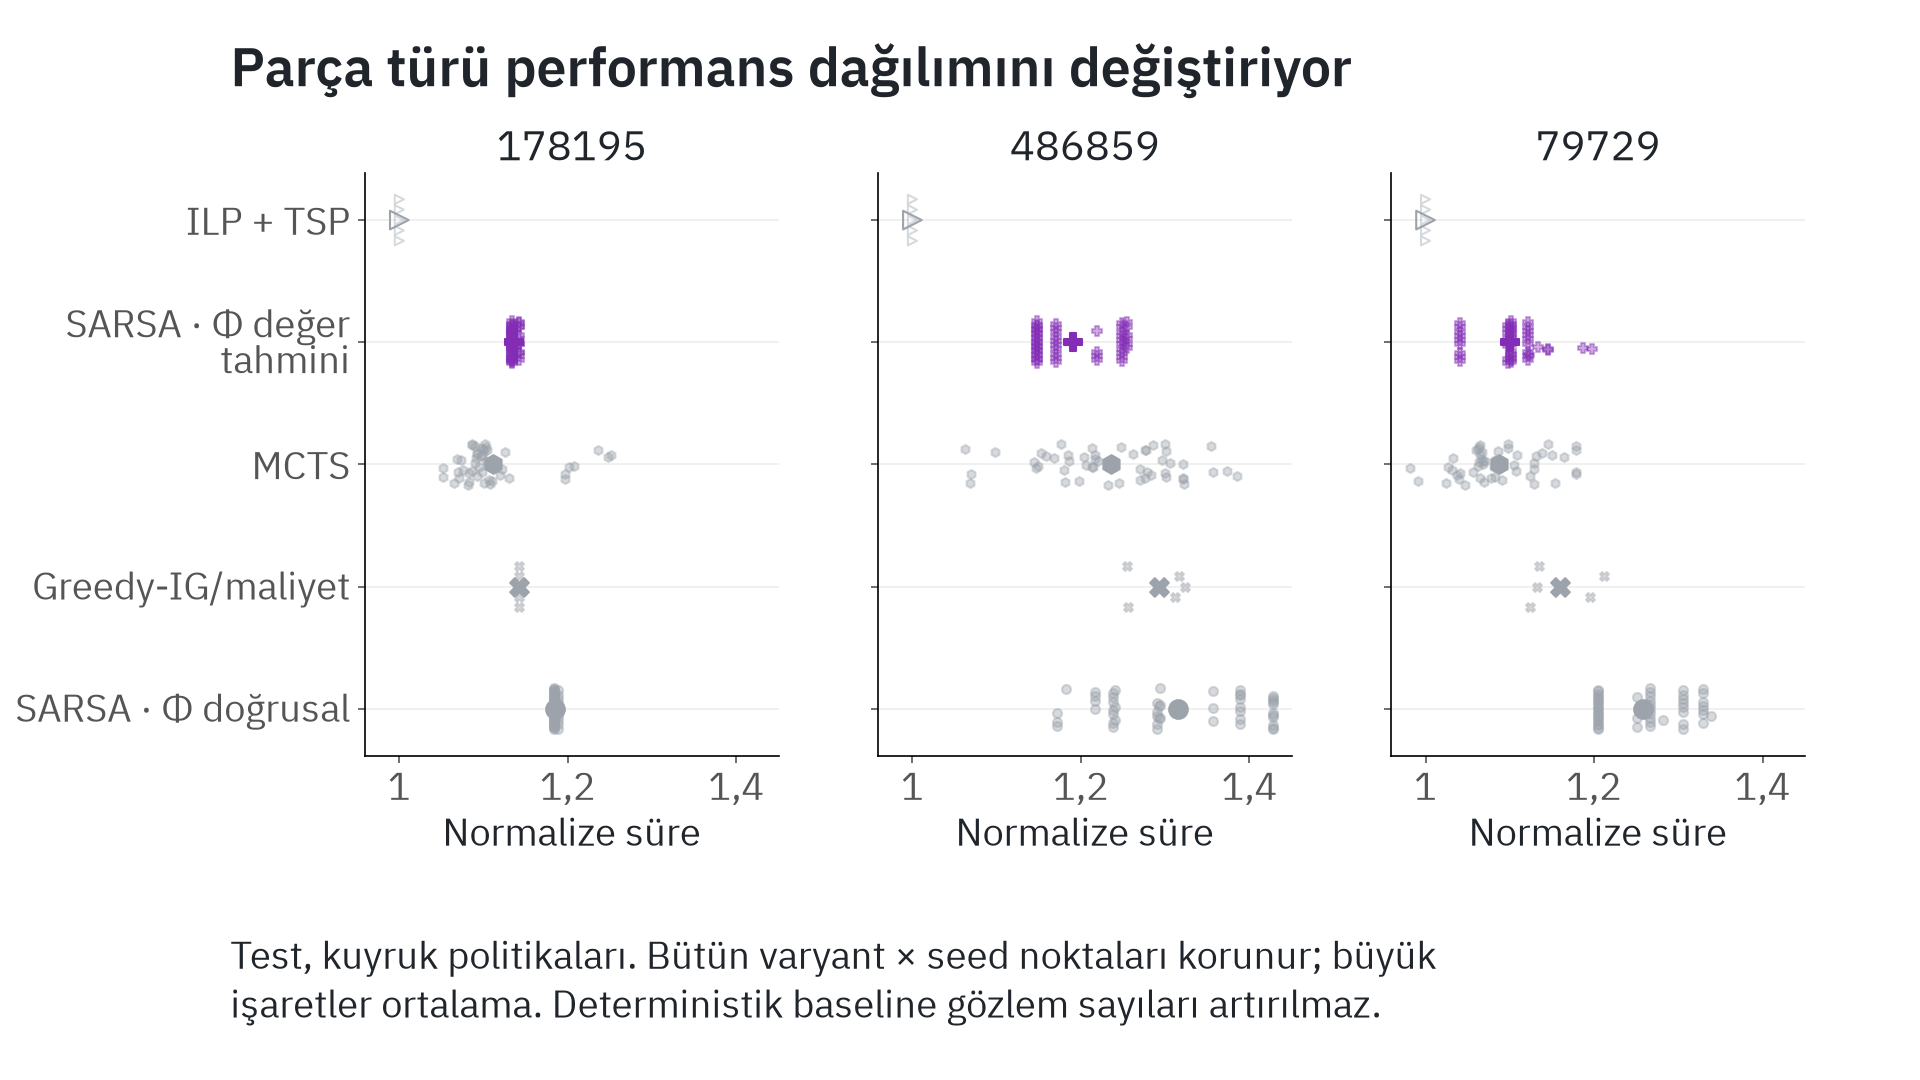 Parça türü performans dağılımını değiştiriyor
178195
486859
79729
ILP + TSP
SARSA · Φ değer
tahmini
MCTS
Greedy-IG/maliyet
SARSA · Φ doğrusal
1 1,2 1,4
1 1,2 1,4
1 1,2 1,4
Normalize süre
Normalize süre
Normalize süre
Test, kuyruk politikaları. Bütün varyant × seed noktaları korunur; büyük
işaretler ortalama. Deterministik baseline gözlem sayıları artırılmaz.